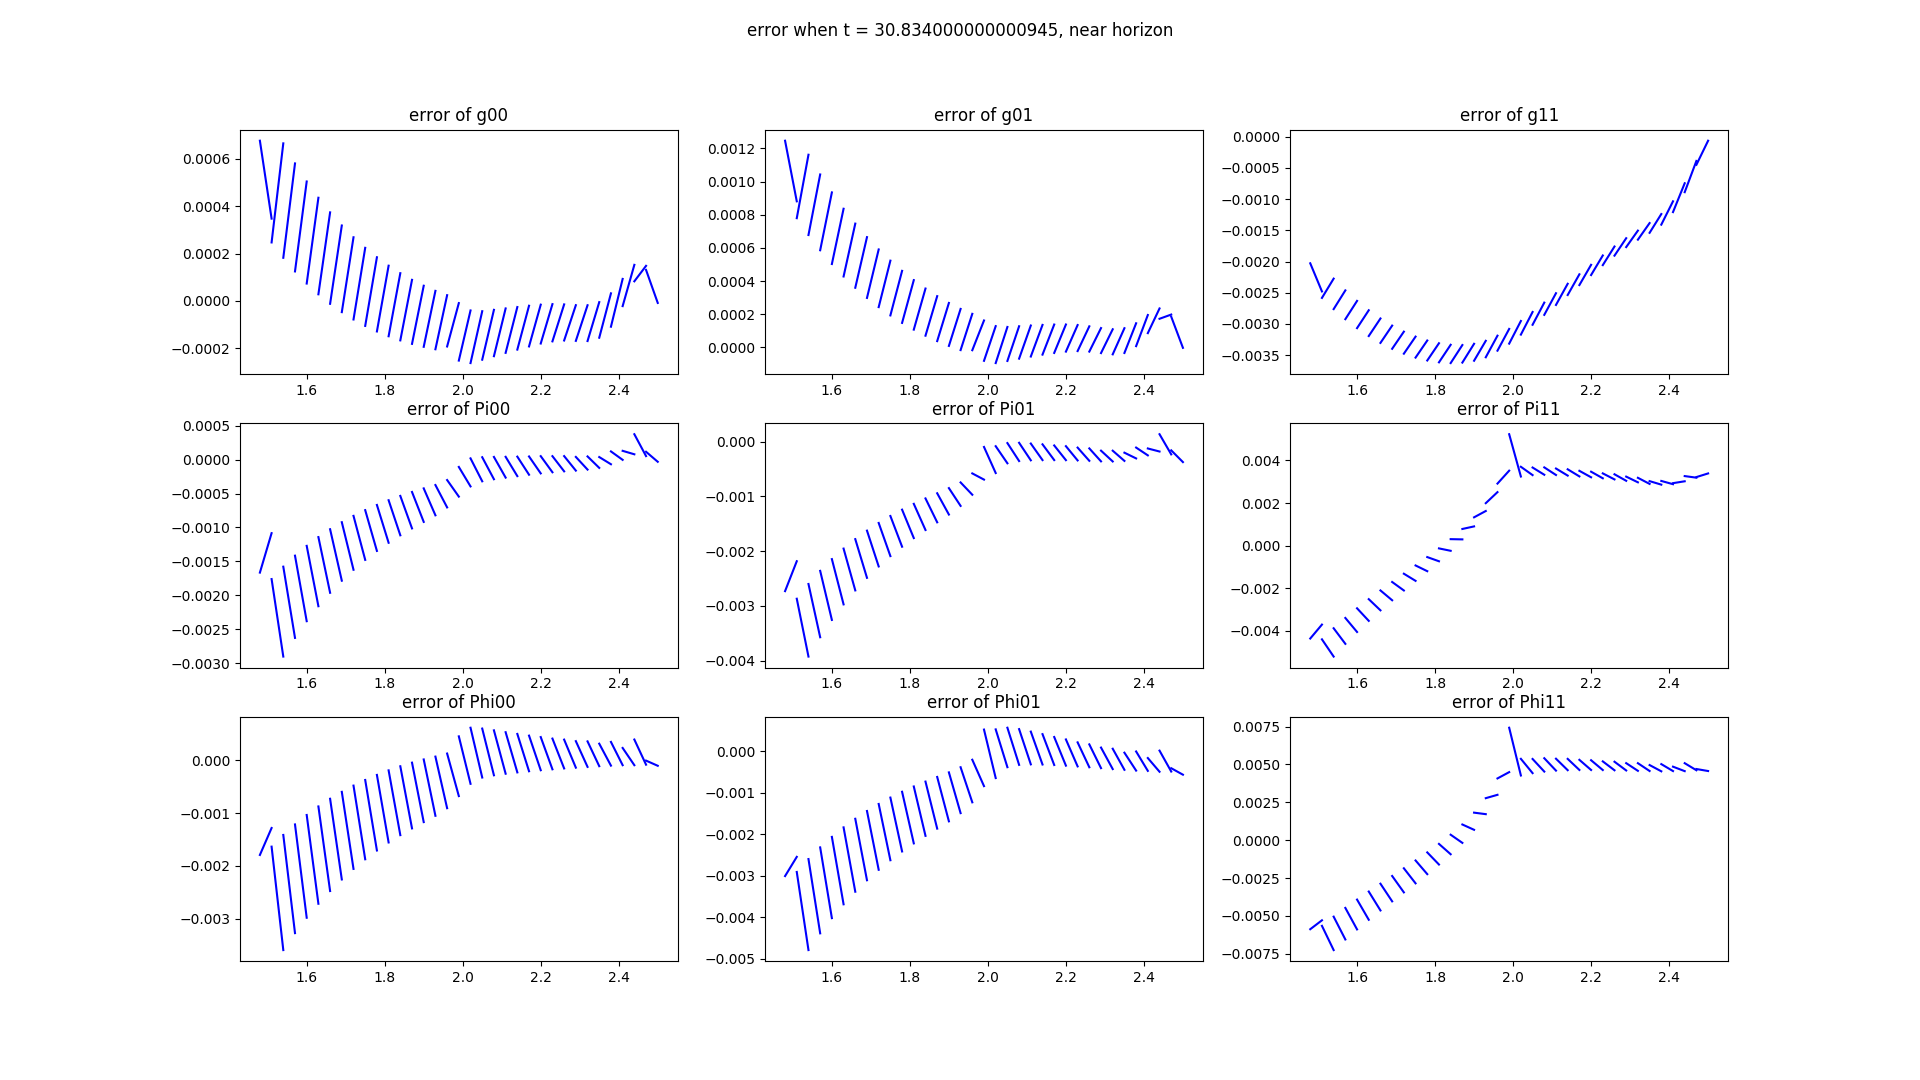 error when t = 30.834000000000945, near horizon
error of g00
error of g01
error of g11
0.0006
0.0004
0.0002
0.0000
−0.0002
1.6 1.8 2.0 2.2 2.4
0.0012
0.0010
0.0008
0.0006
0.0004
0.0002
0.0000
1.6 1.8 2.0 2.2 2.4
0.0000
−0.0005
−0.0010
−0.0015
−0.0020
−0.0025
−0.0030
−0.0035
1.6 1.8 2.0 2.2 2.4
error of Pi00
error of Pi01
error of Pi11
0.0005
0.0000
−0.0005
−0.0010
−0.0015
−0.0020
−0.0025
−0.0030
1.6 1.8 2.0 2.2 2.4
0.000
−0.001
−0.002
−0.003
−0.004
1.6 1.8 2.0 2.2 2.4
0.004
0.002
0.000
−0.002
−0.004
1.6 1.8 2.0 2.2 2.4
error of Phi00
error of Phi01
error of Phi11
0.000
−0.001
−0.002
−0.003
1.6 1.8 2.0 2.2 2.4
0.000
−0.001
−0.002
−0.003
−0.004
−0.005
1.6 1.8 2.0 2.2 2.4
0.0075
0.0050
0.0025
0.0000
−0.0025
−0.0050
−0.0075
1.6 1.8 2.0 2.2 2.4